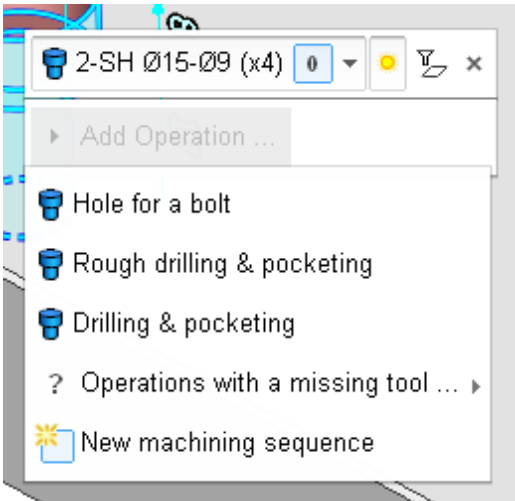 2-SH Ø15-Ø9 (x4) 0
Add Operation ...
Hole for a bolt
Rough drilling & pocketing
Drilling & pocketing
? Operations with a missing tool ...
New machining sequence